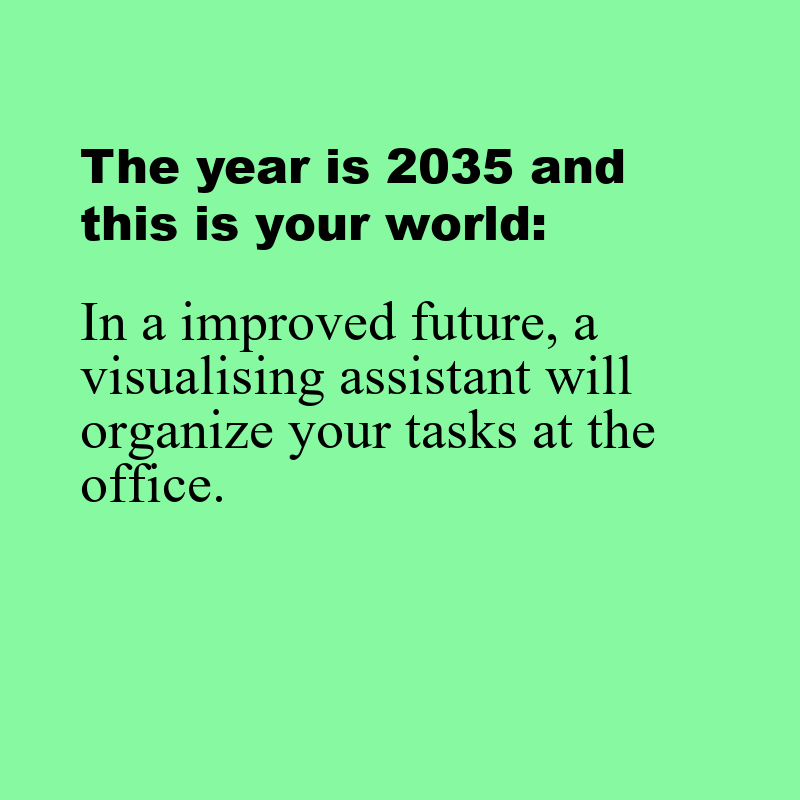 The year is 2035 and
this is your world:
In a improved future, a
visualising assistant will
organize your tasks at the
office.